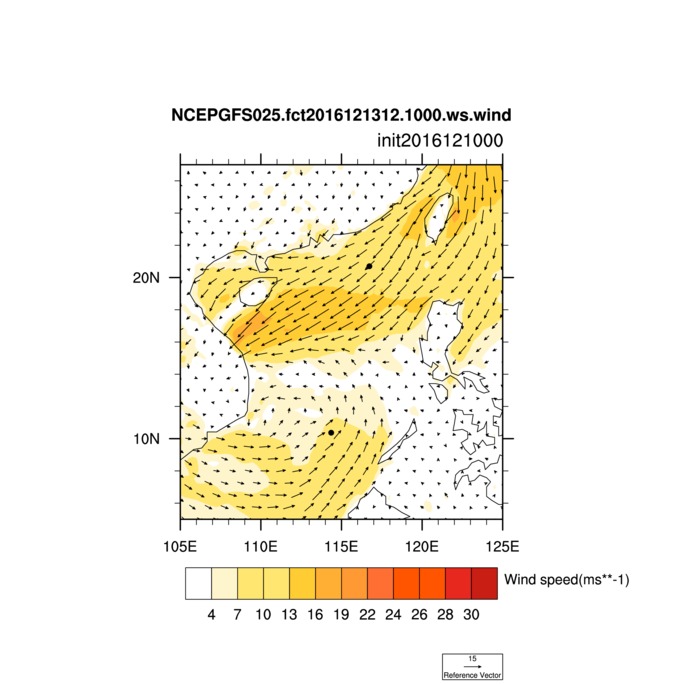 NCEPGFS025.fct2016121312.1000.ws.wind
init2016121000
20N
10N
105E 110E 115E 120E 125E
Wind speed(ms**-1)
4 7 10 13 16 19 22 24 26 28 30
15
Reference Vector